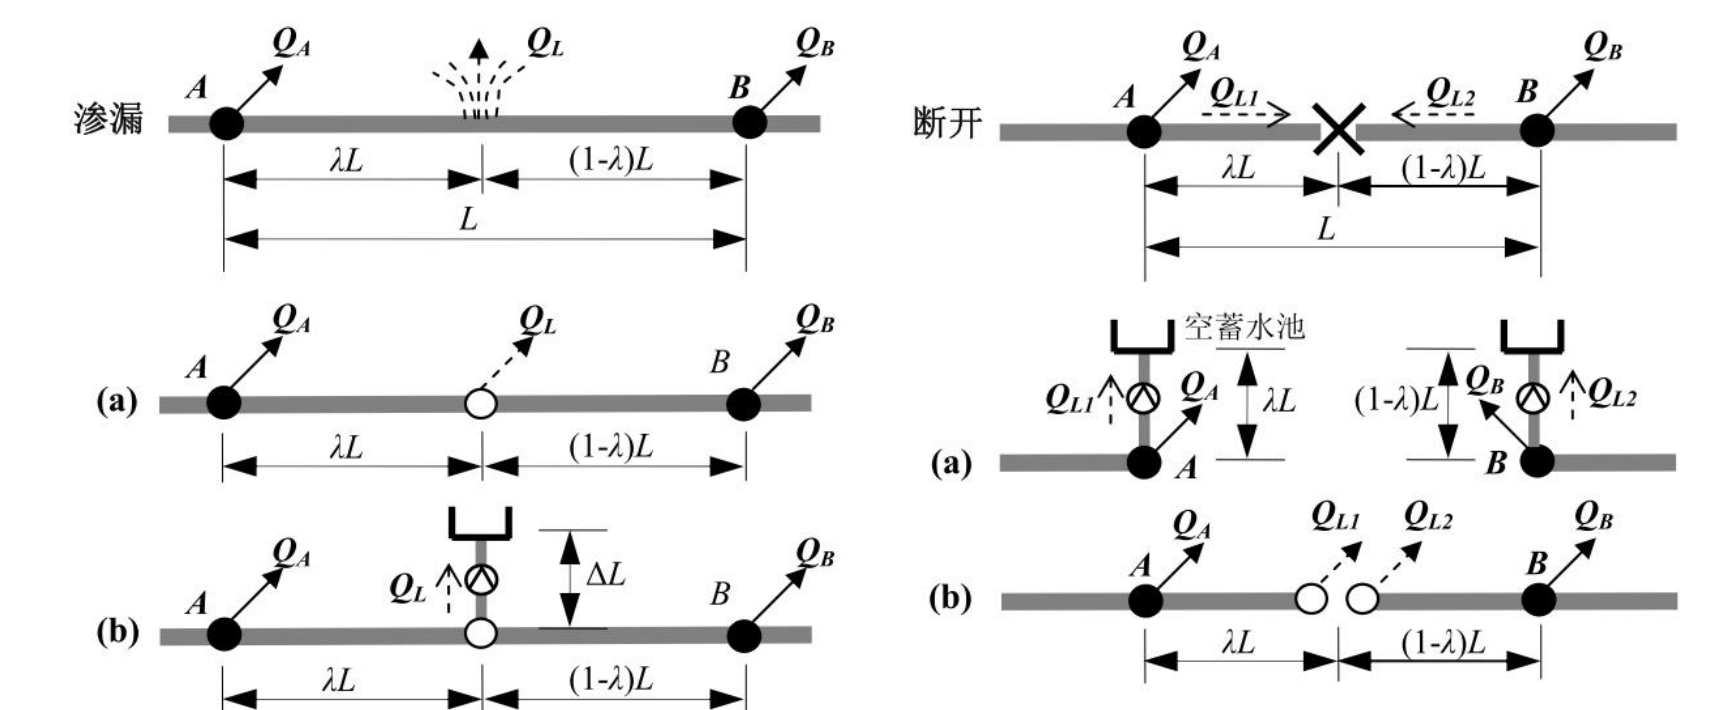 Q_A Q_L Q_B
渗漏 A B
λL (1-λ)L
L
Q_A Q_L Q_B
(a) A B
λL (1-λ)L
Q_A Q_L ΔL Q_B
(b) A B
λL (1-λ)L
Q_A Q_B
断开 A Q_L1 Q_L2 B
λL (1-λ)L
L
空蓄水池
Q_L1 Q_A λL (1-λ)L Q_B Q_L2
(a) A B
Q_A Q_L1 Q_L2 Q_B
(b) A B
λL (1-λ)L